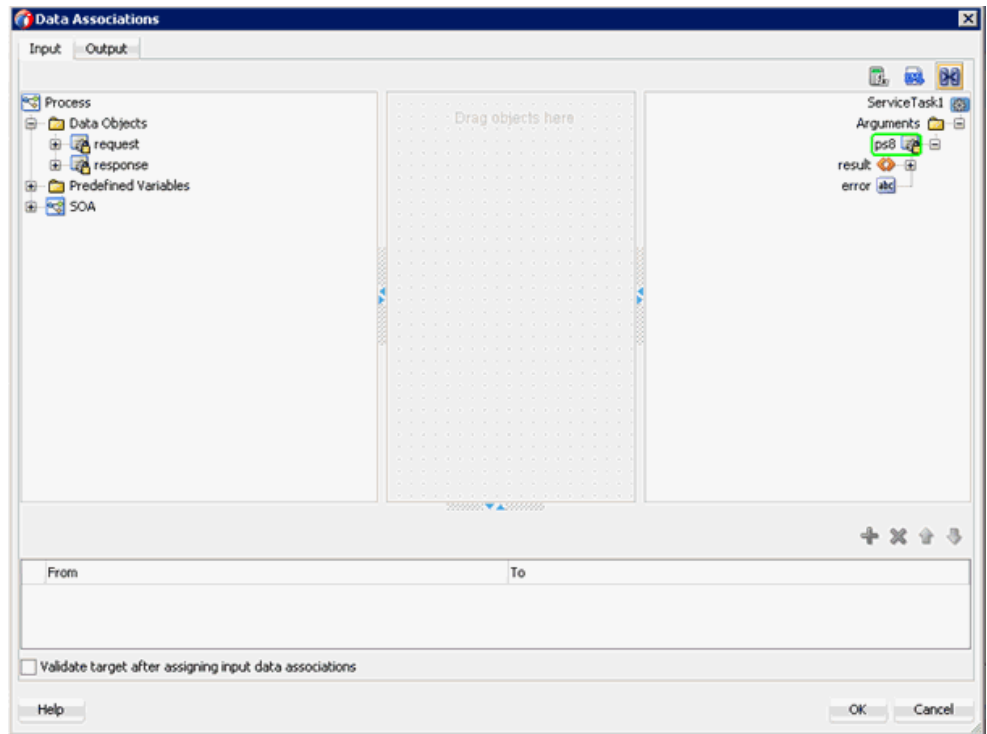 Data Associations
Input Output
Process
Data Objects
request
response
Predefined Variables
SOA
Drag objects here
ServiceTask1
Arguments
ps8
result
error
abc
From To
Validate target after assigning input data associations
Help OK Cancel